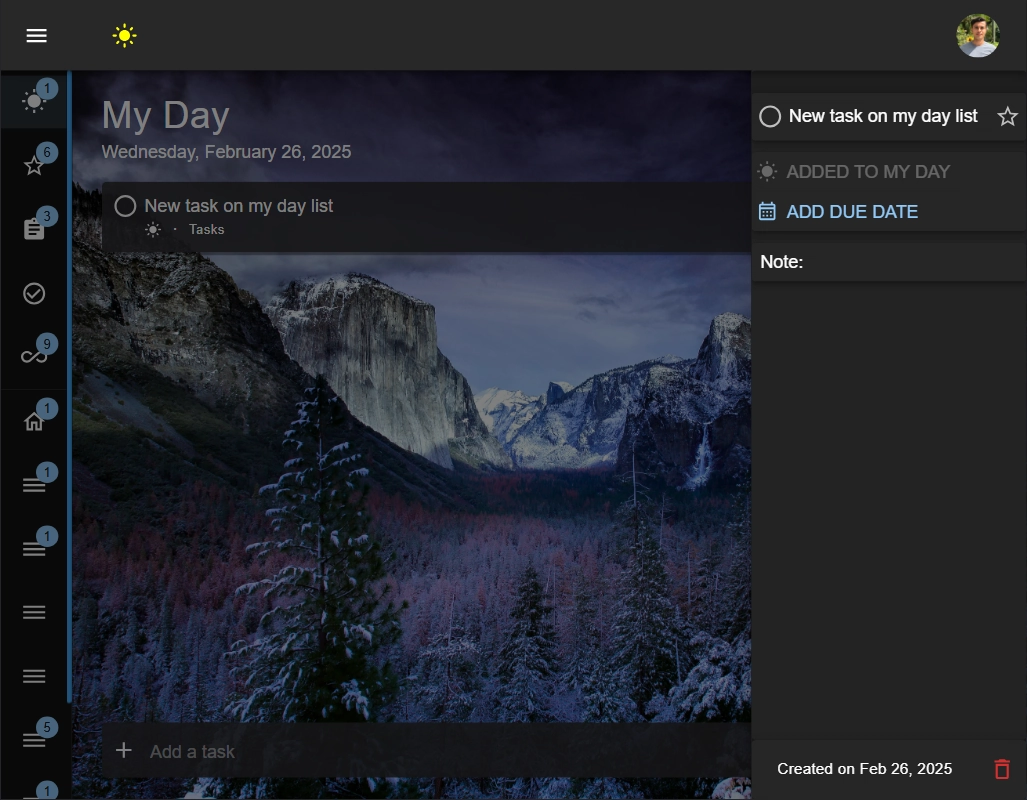 1
6
3
9
1
1
1
5
1
My Day
Wednesday, February 26, 2025
New task on my day list
· Tasks
Add a task
New task on my day list
ADDED TO MY DAY
ADD DUE DATE
Note:
Created on Feb 26, 2025